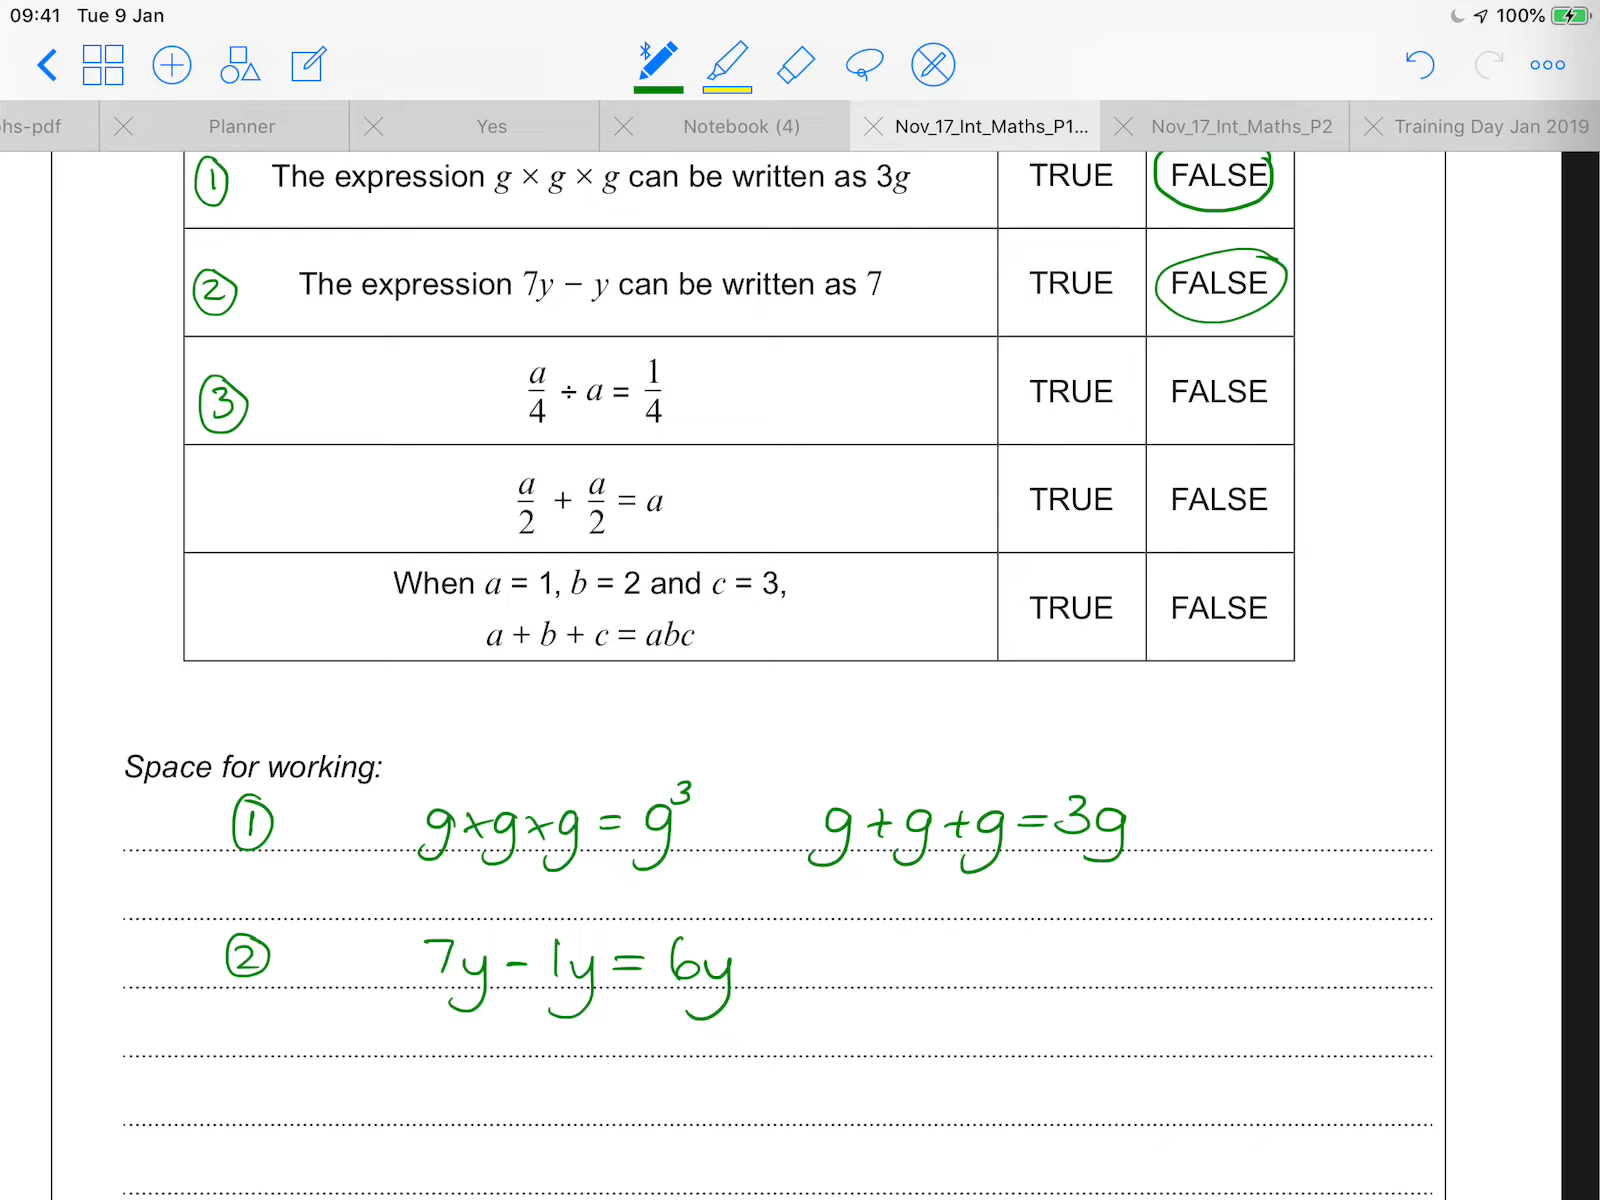 09:41 Tue 9 Jan 100%
hs-pdf Planner Yes Notebook (4) Nov_17_Int_Maths_P1... Nov_17_Int_Maths_P2 Training Day Jan 2019
① The expression g × g × g can be written as 3g TRUE FALSE
② The expression 7y − y can be written as 7 TRUE FALSE
③ a/4 ÷ a = 1/4 TRUE FALSE
a/2 + a/2 = a TRUE FALSE
When a = 1, b = 2 and c = 3,
a + b + c = abc TRUE FALSE
Space for working:
① g×g×g = g³ g+g+g=3g
② 7y − 1y = 6y